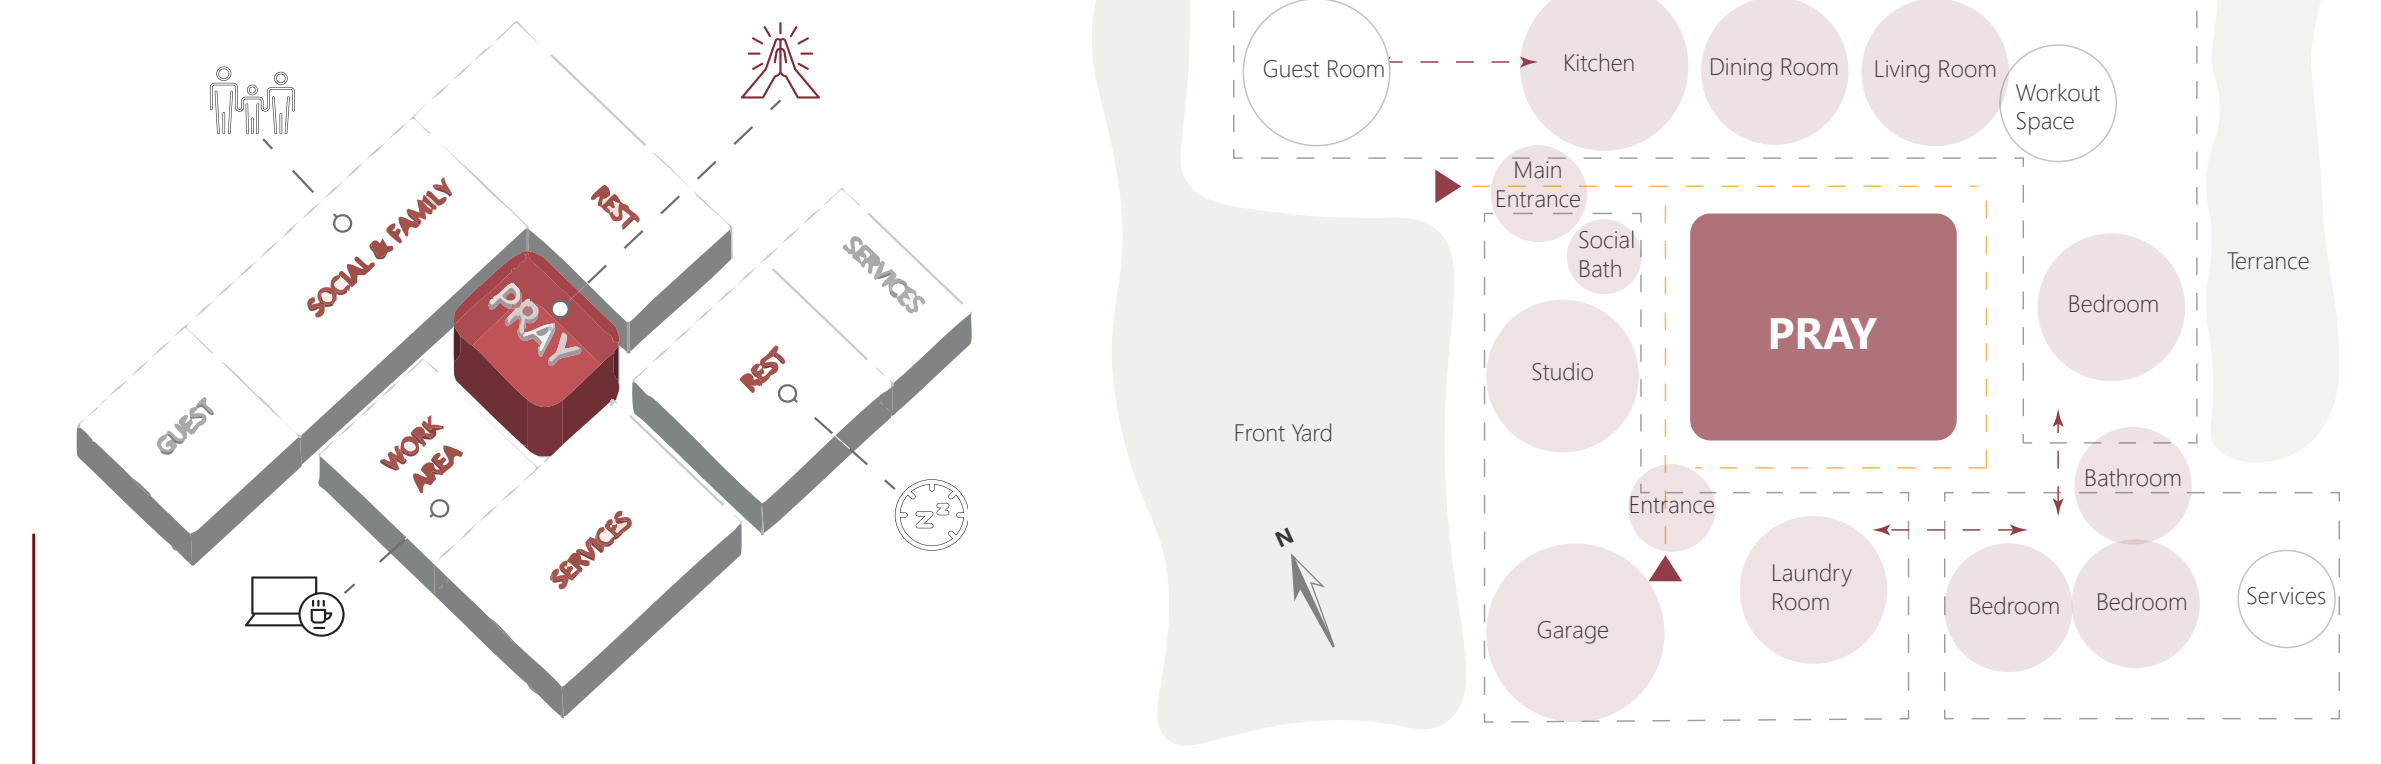 SOCIAL & FAMILY
REST
SERVICES
PRAY
REST
GUEST
WORK
AREA
SERVICES
zz
Guest Room
Kitchen
Dining Room
Living Room
Workout
Space
Main
Entrance
Social
Bath
Terrance
Bedroom
PRAY
Studio
Front Yard
Bathroom
Entrance
N
Laundry
Room
Garage
Bedroom
Bedroom
Services